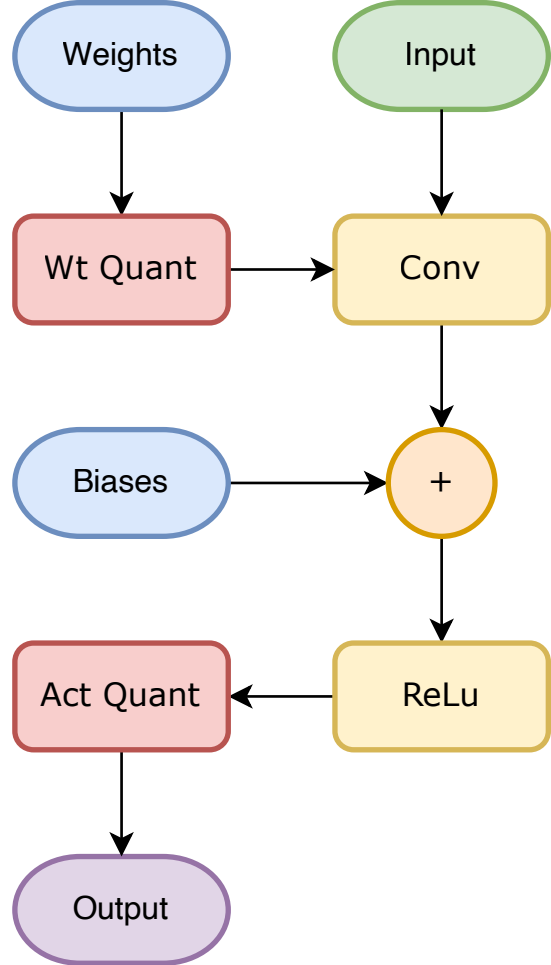 Weights
Input
Wt Quant
Conv
Biases
+
Act Quant
ReLu
Output